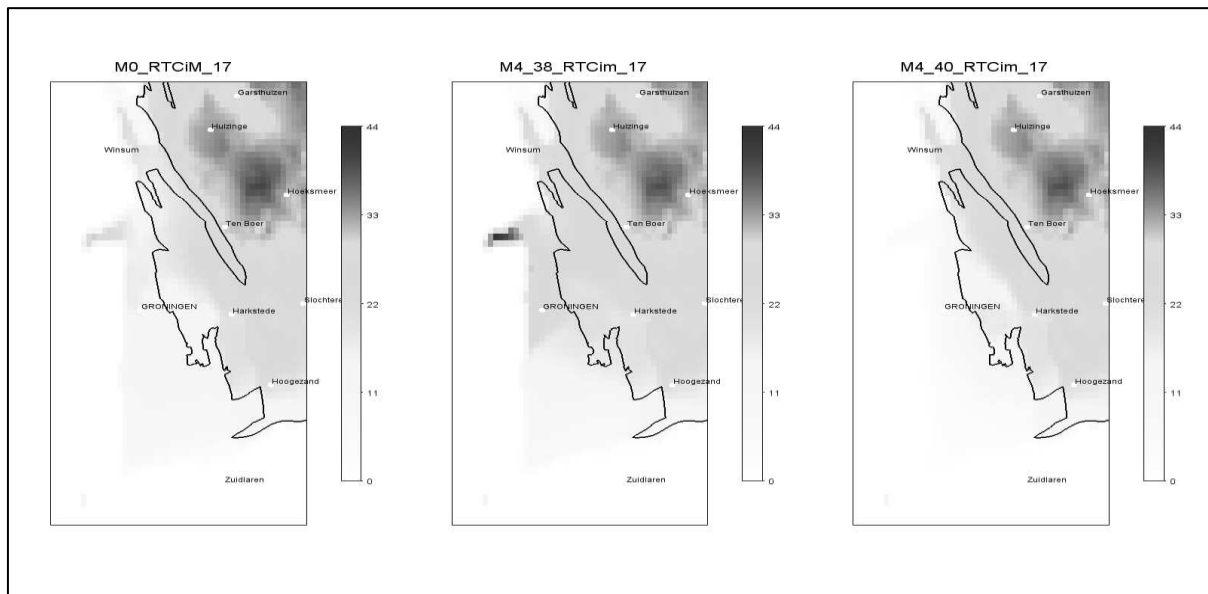 M0_RTCiM_17
Garsthuizen
Huizinge
Winsum
Hoeksmeer
Ten Boer
GRONINGEN
Harkstede
Slochtere
Hoogezand
Zuidlaren
44
33
22
11
0
M4_38_RTCim_17
Garsthuizen
Huizinge
Winsum
Hoeksmeer
Ten Boer
GRONINGEN
Harkstede
Slochtere
Hoogezand
Zuidlaren
44
33
22
11
0
M4_40_RTCim_17
Garsthuizen
Huizinge
Winsum
Hoeksmeer
Ten Boer
GRONINGEN
Harkstede
Slochtere
Hoogezand
Zuidlaren
44
33
22
11
0